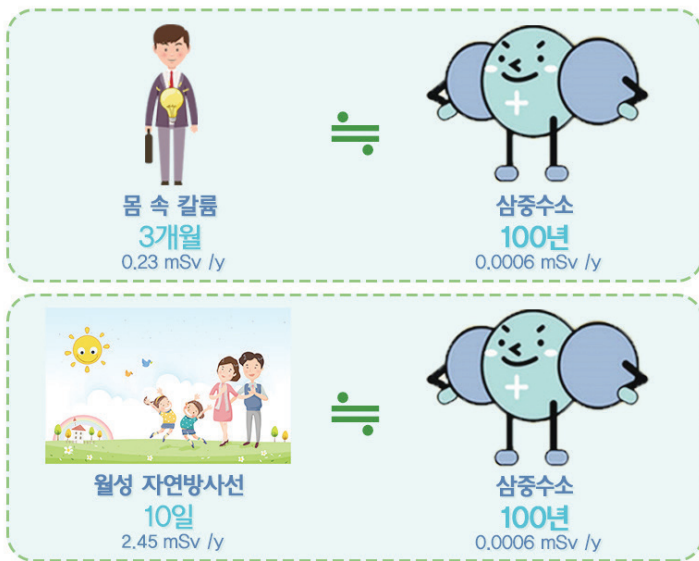 ≒
몸 속 칼륨
3개월
0.23 mSv /y
삼중수소
100년
0.0006 mSv /y
≒
월성 자연방사선
10일
2.45 mSv /y
삼중수소
100년
0.0006 mSv /y